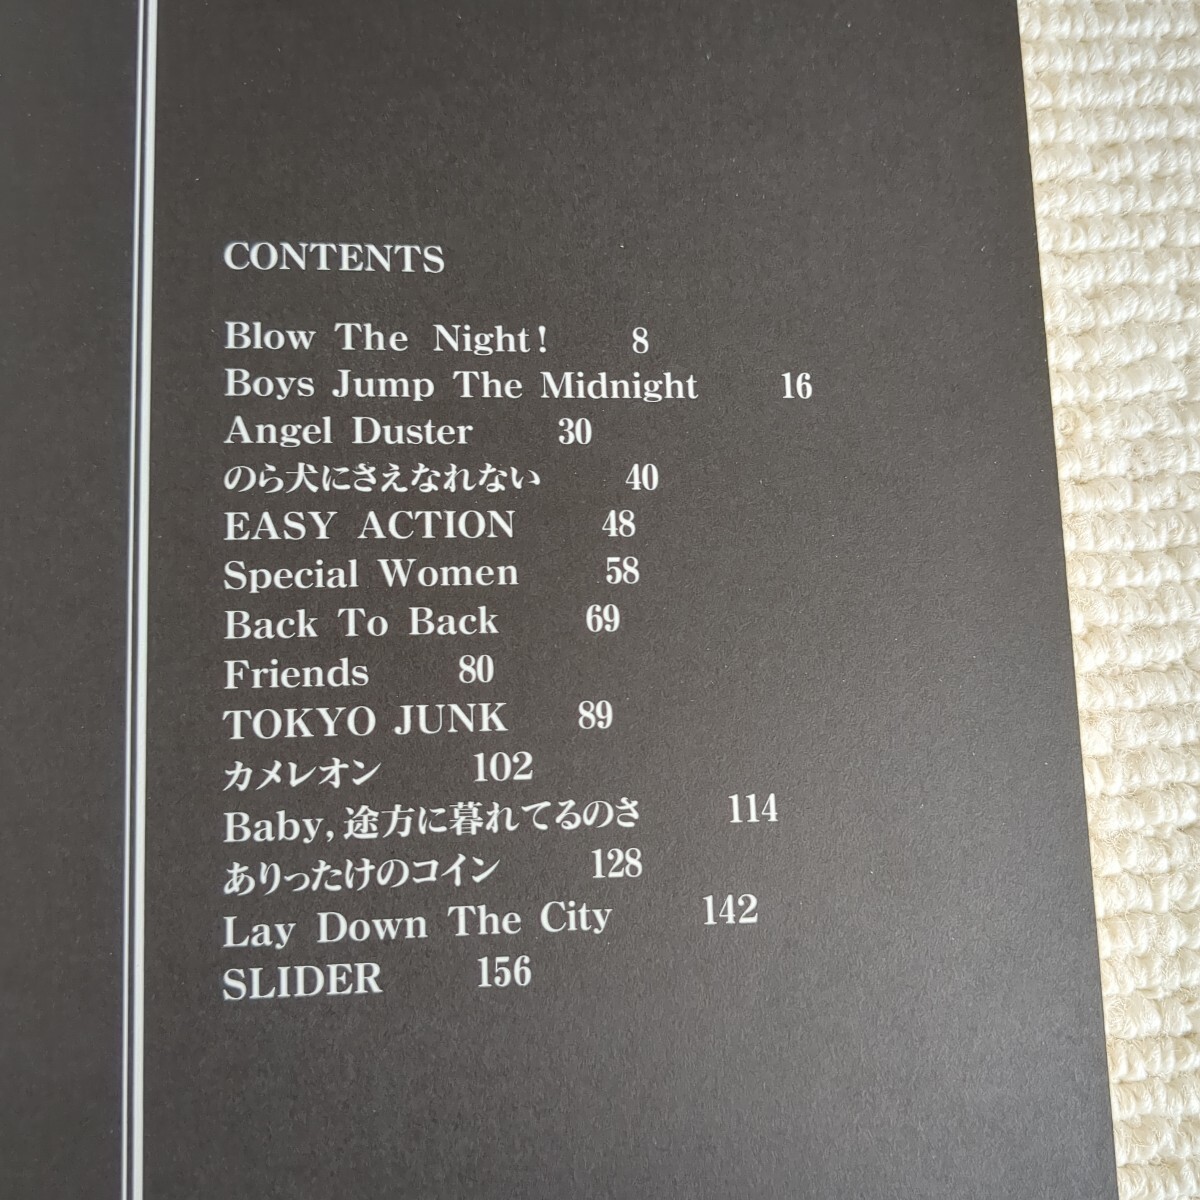 CONTENTS
Blow The Night! 8
Boys Jump The Midnight 16
Angel Duster 30
のら犬にさえなれない 40
EASY ACTION 48
Special Women 58
Back To Back 69
Friends 80
TOKYO JUNK 89
カメレオン 102
Baby,途方に暮れてるのさ 114
ありったけのコイン 128
Lay Down The City 142
SLIDER 156